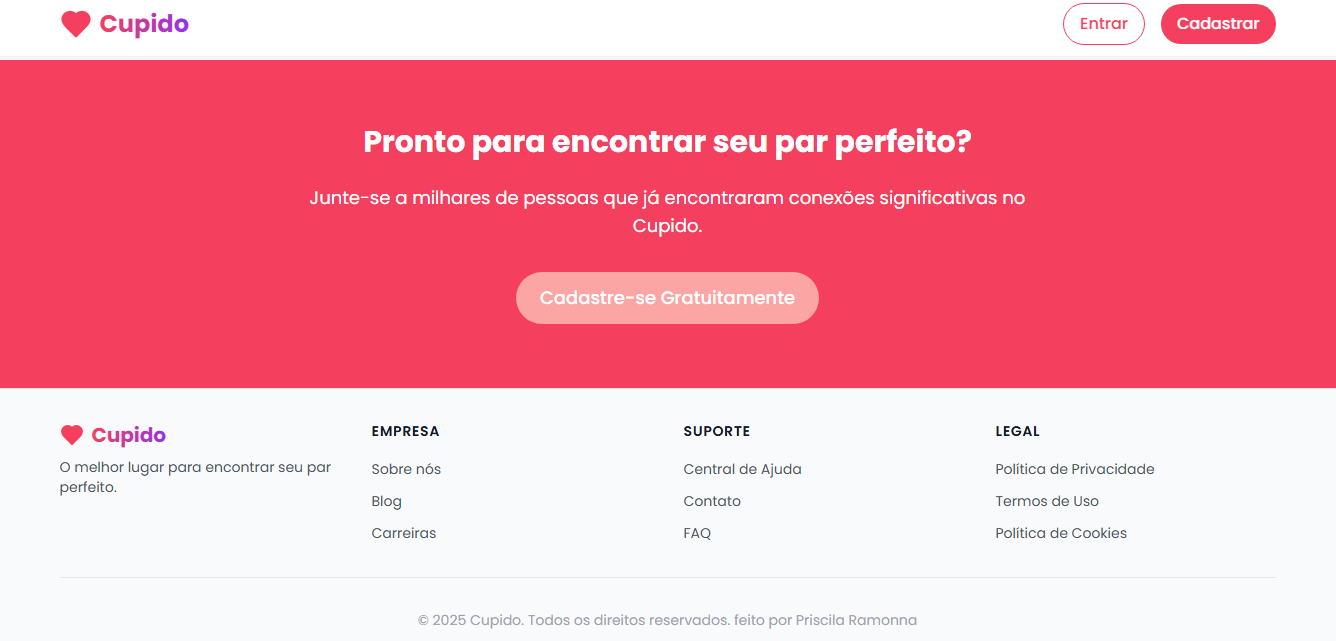 Cupido
Entrar
Cadastrar
Pronto para encontrar seu par perfeito?
Junte-se a milhares de pessoas que já encontraram conexões significativas no
Cupido.
Cadastre-se Gratuitamente
Cupido
O melhor lugar para encontrar seu par
perfeito.
EMPRESA
Sobre nós
Blog
Carreiras
SUPORTE
Central de Ajuda
Contato
FAQ
LEGAL
Política de Privacidade
Termos de Uso
Política de Cookies
© 2025 Cupido. Todos os direitos reservados. feito por Priscila Ramonna